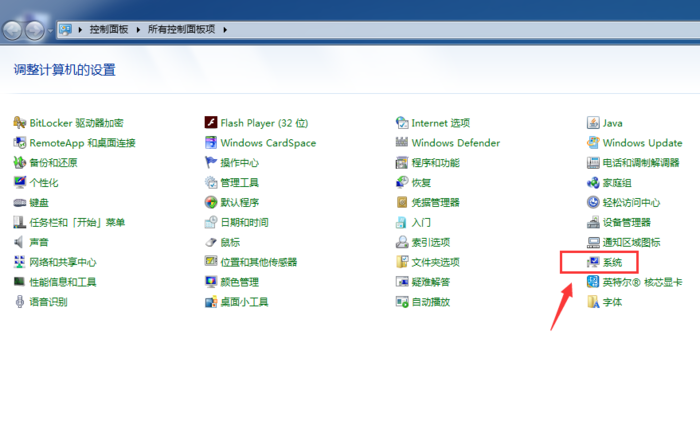 控制面板 ▸ 所有控制面板项 ▸
调整计算机的设置
BitLocker 驱动器加密 Flash Player (32 位) Internet 选项 Java
RemoteApp 和桌面连接 Windows CardSpace Windows Defender Windows Update
备份和还原 操作中心 程序和功能 电话和调制解调器
个性化 管理工具 恢复 家庭组
键盘 默认程序 凭据管理器 轻松访问中心
任务栏和「开始」菜单 日期和时间 入门 设备管理器
声音 鼠标 索引选项 通知区域图标
网络和共享中心 位置和其他传感器 文件夹选项 系统
性能信息和工具 颜色管理 疑难解答 英特尔® 核芯显卡
语音识别 桌面小工具 自动播放 字体